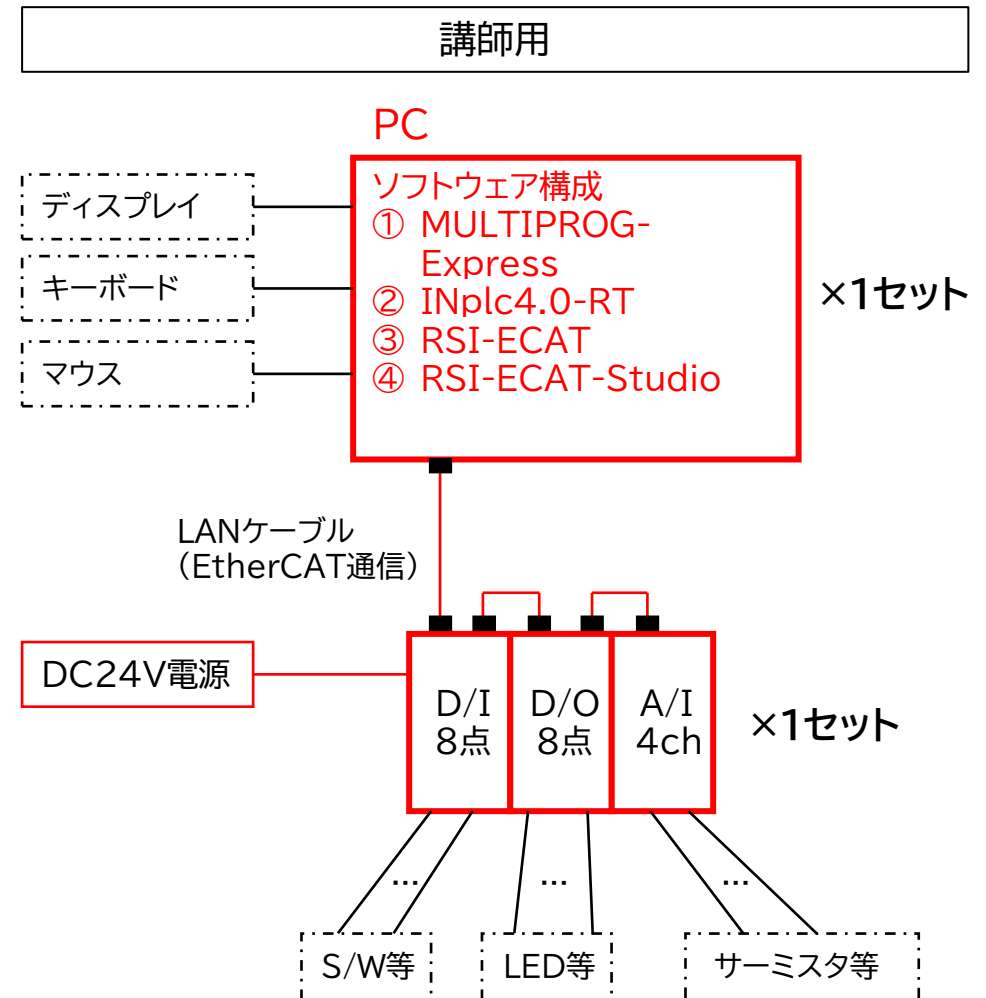 講師用
PC
ソフトウェア構成
① MULTIPROG-
Express
② INplc4.0-RT
③ RSI-ECAT
④ RSI-ECAT-Studio
ディスプレイ
キーボード
マウス
×1セット
LANケーブル
（EtherCAT通信）
DC24V電源
D/I
8点
D/O
8点
A/I
4ch
×1セット
…
…
…
S/W等
LED等
サーミスタ等